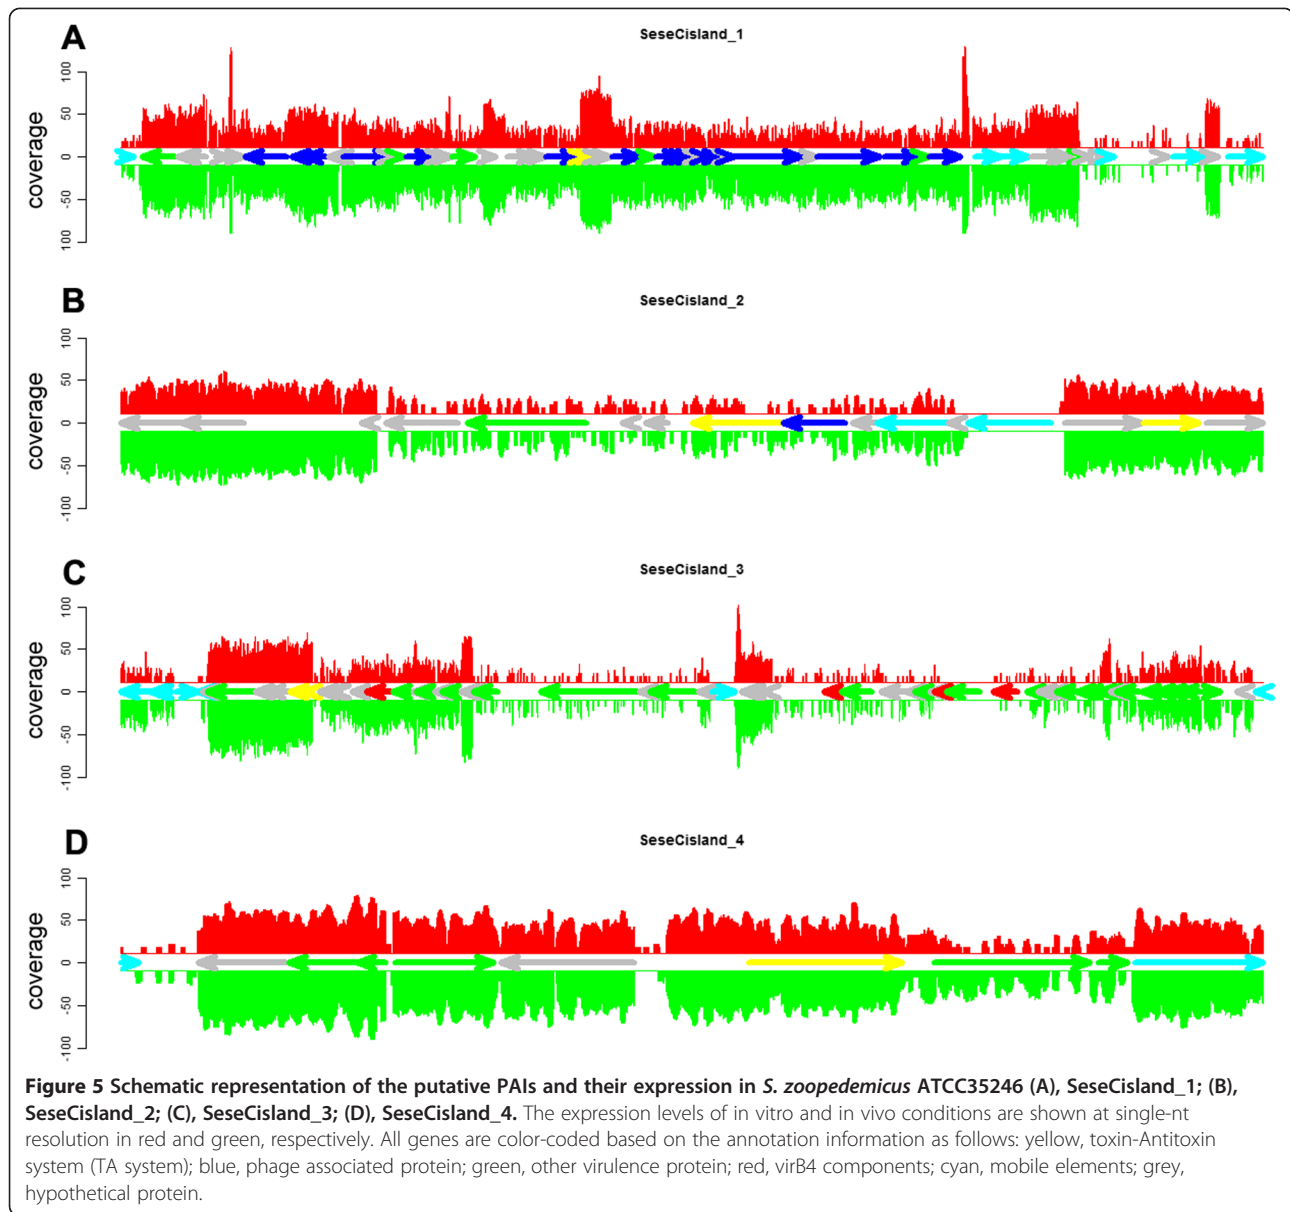 A
SeseCisland_1
coverage
100
50
0
-50
100
B
SeseCisland_2
coverage
100
50
0
-50
-100
C
SeseCisland_3
coverage
100
50
0
-50
-100
D
SeseCisland_4
coverage
100
50
0
-50
-100
Figure 5 Schematic representation of the putative PAIs and their expression in S. zoopedemicus ATCC35246 (A), SeseCisland_1; (B),
SeseCisland_2; (C), SeseCisland_3; (D), SeseCisland_4. The expression levels of in vitro and in vivo conditions are shown at single-nt
resolution in red and green, respectively. All genes are color-coded based on the annotation information as follows: yellow, toxin-Antitoxin
system (TA system); blue, phage associated protein; green, other virulence protein; red, virB4 components; cyan, mobile elements; grey,
hypothetical protein.